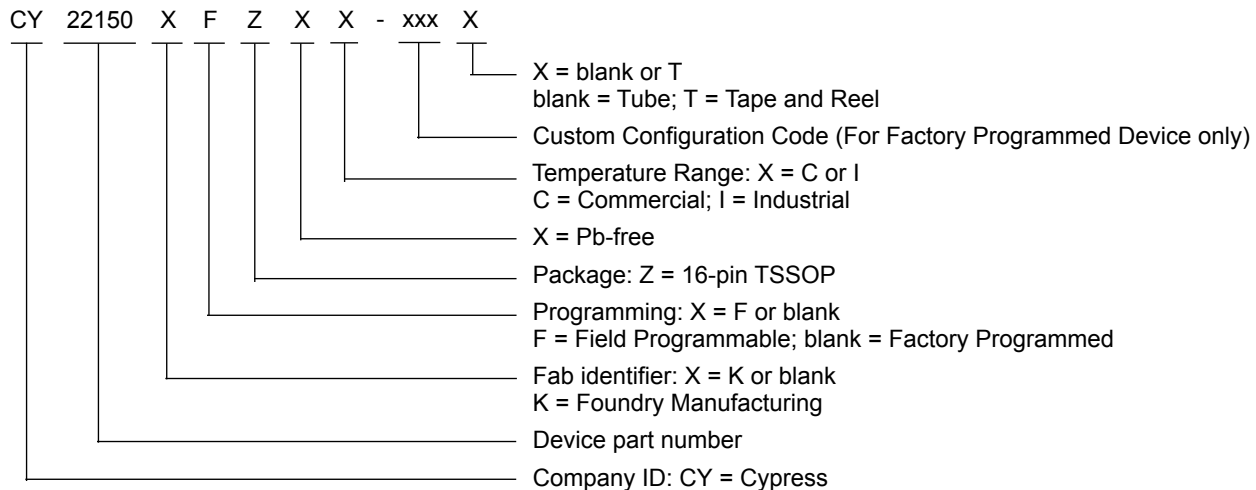 CY 22150 X F Z X X - xxx X
X = blank or T
blank = Tube; T = Tape and Reel
Custom Configuration Code (For Factory Programmed Device only)
Temperature Range: X = C or I
C = Commercial; I = Industrial
X = Pb-free
Package: Z = 16-pin TSSOP
Programming: X = F or blank
F = Field Programmable; blank = Factory Programmed
Fab identifier: X = K or blank
K = Foundry Manufacturing
Device part number
Company ID: CY = Cypress